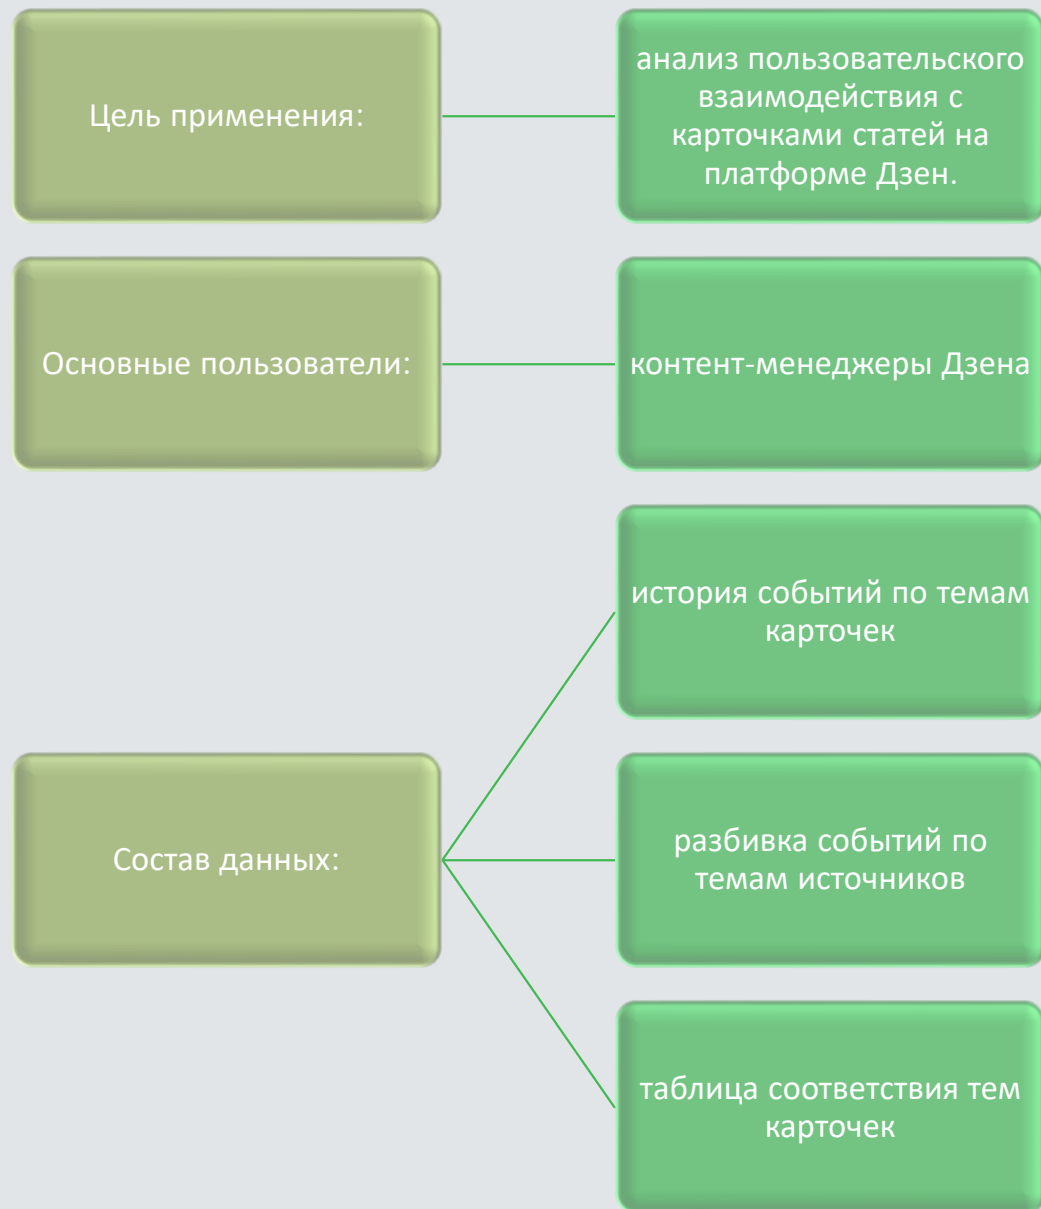 Цель применения:
анализ пользовательского
взаимодействия с
карточками статей на
платформе Дзен.
Основные пользователи:
контент-менеджеры Дзена
Состав данных:
история событий по темам
карточек
разбивка событий по
темам источников
таблица соответствия тем
карточек